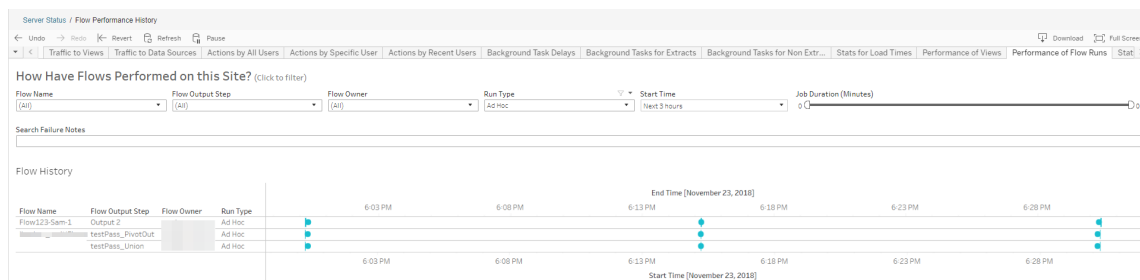 Server Status / Flow Performance History
Undo Redo Revert Refresh Pause Download Full Scree
Traffic to Views Traffic to Data Sources Actions by All Users Actions by Specific User Actions by Recent Users Background Task Delays Background Tasks for Extracts Background Tasks for Non Extr... Stats for Load Times Performance of Views Performance of Flow Runs Stat
How Have Flows Performed on this Site? (Click to filter)
Flow Name Flow Output Step Flow Owner Run Type Start Time Job Duration (Minutes)
(All) (All) (All) Ad Hoc Next 3 hours 0 0
Search Failure Notes
Flow History
End Time [November 23, 2018]
6:03 PM 6:08 PM 6:13 PM 6:18 PM 6:23 PM 6:28 PM
Flow Name Flow Output Step Flow Owner Run Type
Flow123-Sam-1 Output 2 Ad Hoc
testPass_PivotOut Ad Hoc
testPass_Union Ad Hoc
6:03 PM 6:08 PM 6:13 PM 6:18 PM 6:23 PM 6:28 PM
Start Time [November 23, 2018]